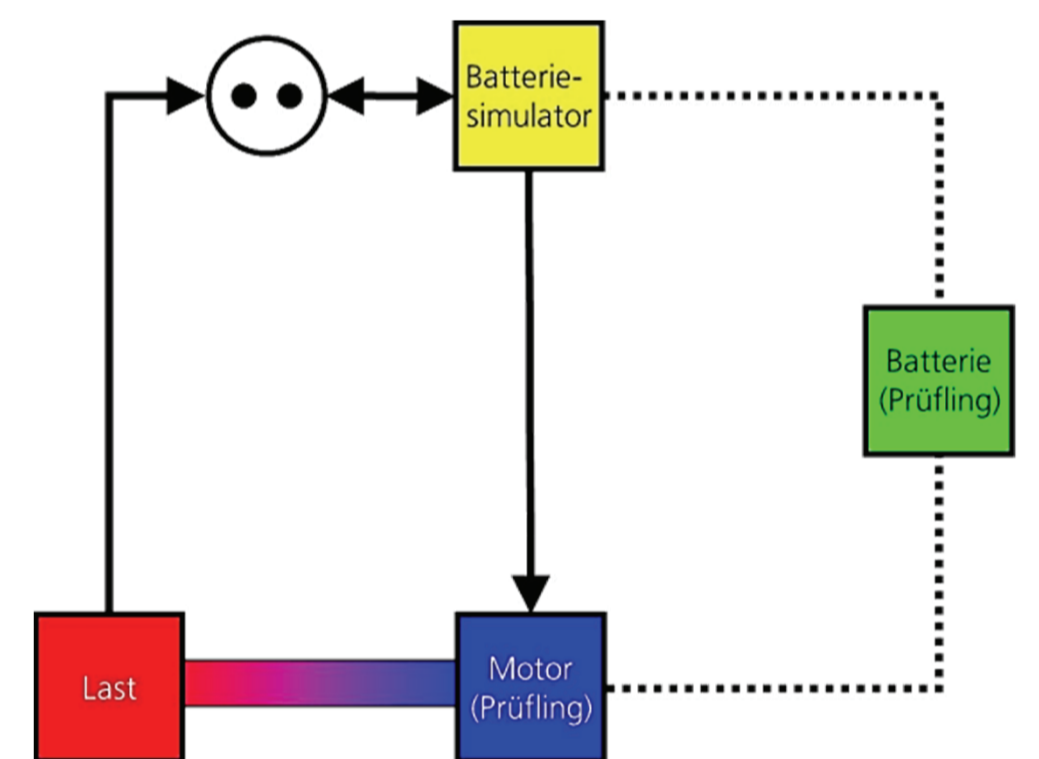 Batterie-
simulator
Batterie
(Prüfling)
Last
Motor
(Prüfling)